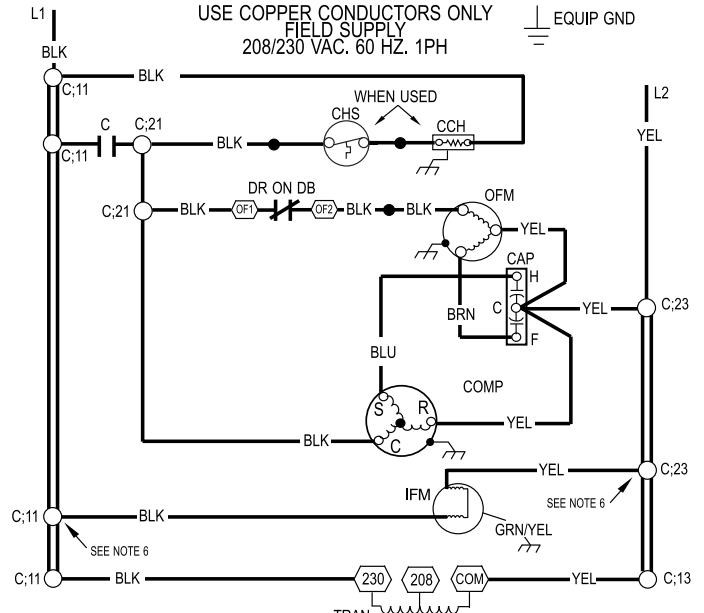 USE COPPER CONDUCTORS ONLY
FIELD SUPPLY
208/230 VAC. 60 HZ. 1PH
EQUIP GND
L1
BLK
C;11
BLK
L2
YEL
WHEN USED
C;11
C
C;21
BLK
CHS
CCH
C;21
BLK
OF1
DR ON DB
OF2
BLK
BLK
OFM
YEL
CAP
H
C
F
BRN
YEL
C;23
BLU
COMP
S
R
C
YEL
BLK
YEL
C;23
IFM
SEE NOTE 6
GRN/YEL
C;11
BLK
SEE NOTE 6
C;11
BLK
230
208
COM
YEL
C;13
TRAN